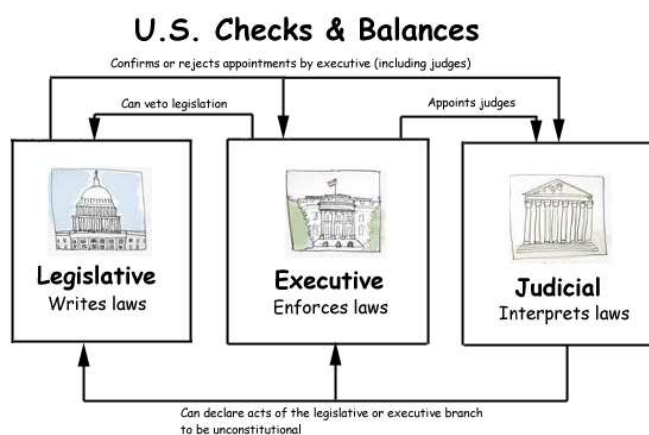 U.S. Checks & Balances
Confirms or rejects appointments by executive (including judges)
Can veto legislation
Appoints judges
Legislative
Writes laws
Executive
Enforces laws
Judicial
Interprets laws
Can declare acts of the legislative or executive branch
to be unconstitutional